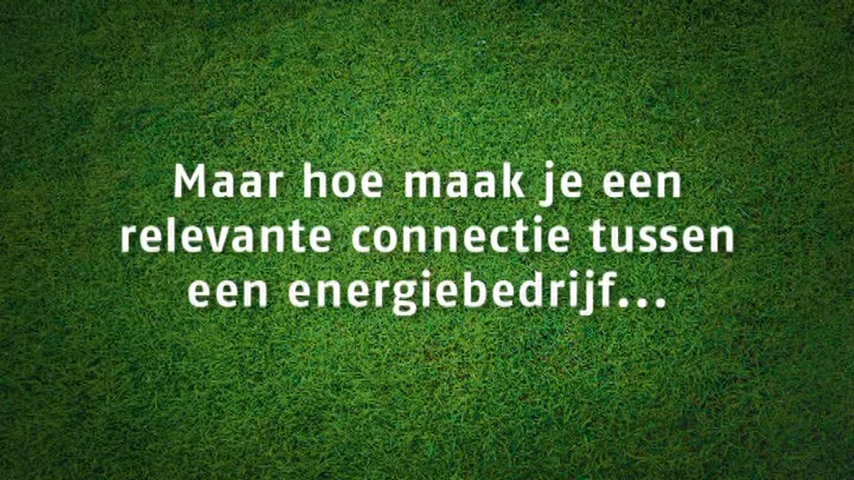 Maar hoe maak je een
relevante connectie tussen
een energiebedrijf...